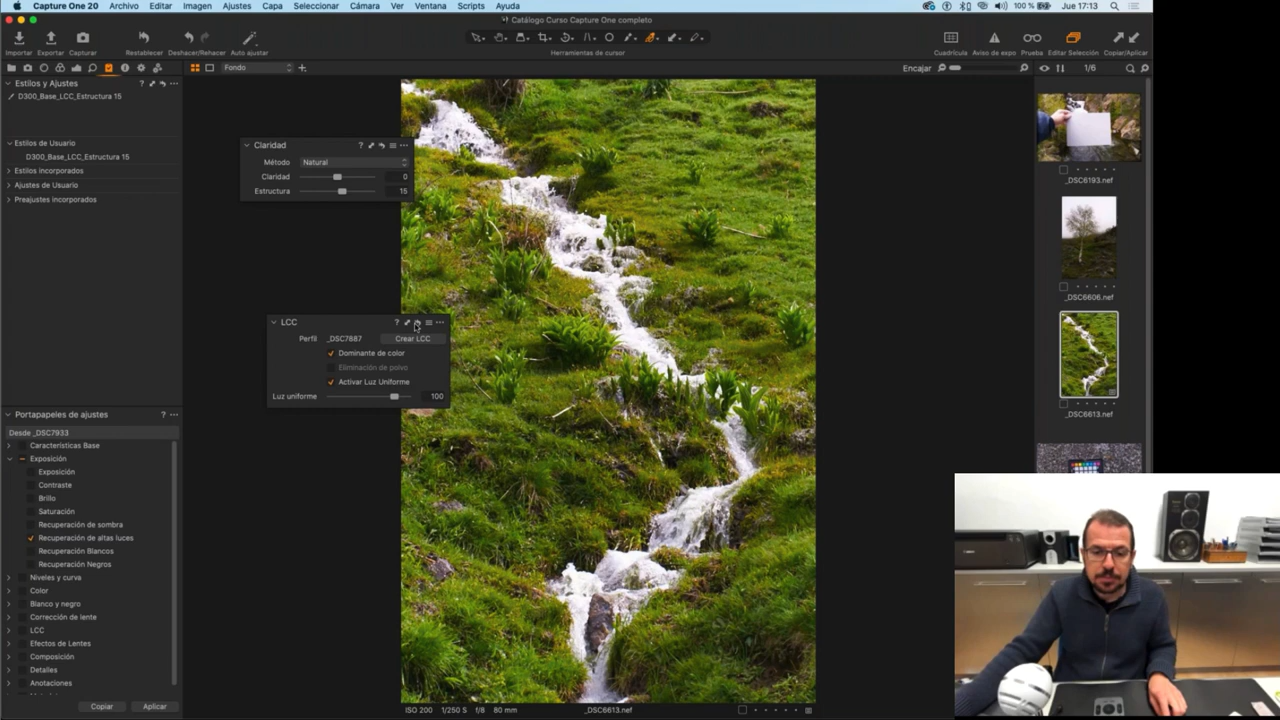 Capture One 20 Archivo Editar Imagen Ajustes Capa Seleccionar Cámara Ver Ventana Scripts Ayuda 100 % Jue 17:13
Catálogo Curso Capture One completo
Importar Exportar Capturar Restablecer Deshacer/Rehacer Auto ajustar Herramientas de cursor Cuadrícula Aviso de expo Prueba Editar Selección Copiar/Aplicar
Fondo Encajar 1/6
Estilos y Ajustes ?
D300_Base_LCC_Estructura 15
Estilos de Usuario
D300_Base_LCC_Estructura 15
Estilos incorporados
Ajustes de Usuario
Preajustes incorporados
Claridad ?
Método Natural
Claridad 0
Estructura 15
LCC ?
Perfil _DSC7887 Crear LCC
Dominante de color
Eliminación de polvo
Activar Luz Uniforme
Luz uniforme 100
_DSC6193.nef
_DSC6606.nef
_DSC6613.nef
Portapapeles de ajustes ?
Desde _DSC7933
Características Base
Exposición
Exposición
Contraste
Brillo
Saturación
Recuperación de sombra
Recuperación de altas luces
Recuperación Blancos
Recuperación Negros
Niveles y curva
Color
Blanco y negro
Corrección de lente
LCC
Efectos de Lentes
Composición
Detalles
Anotaciones
Copiar Aplicar
ISO 200 1/250 S f/8 80 mm _DSC6613.nef